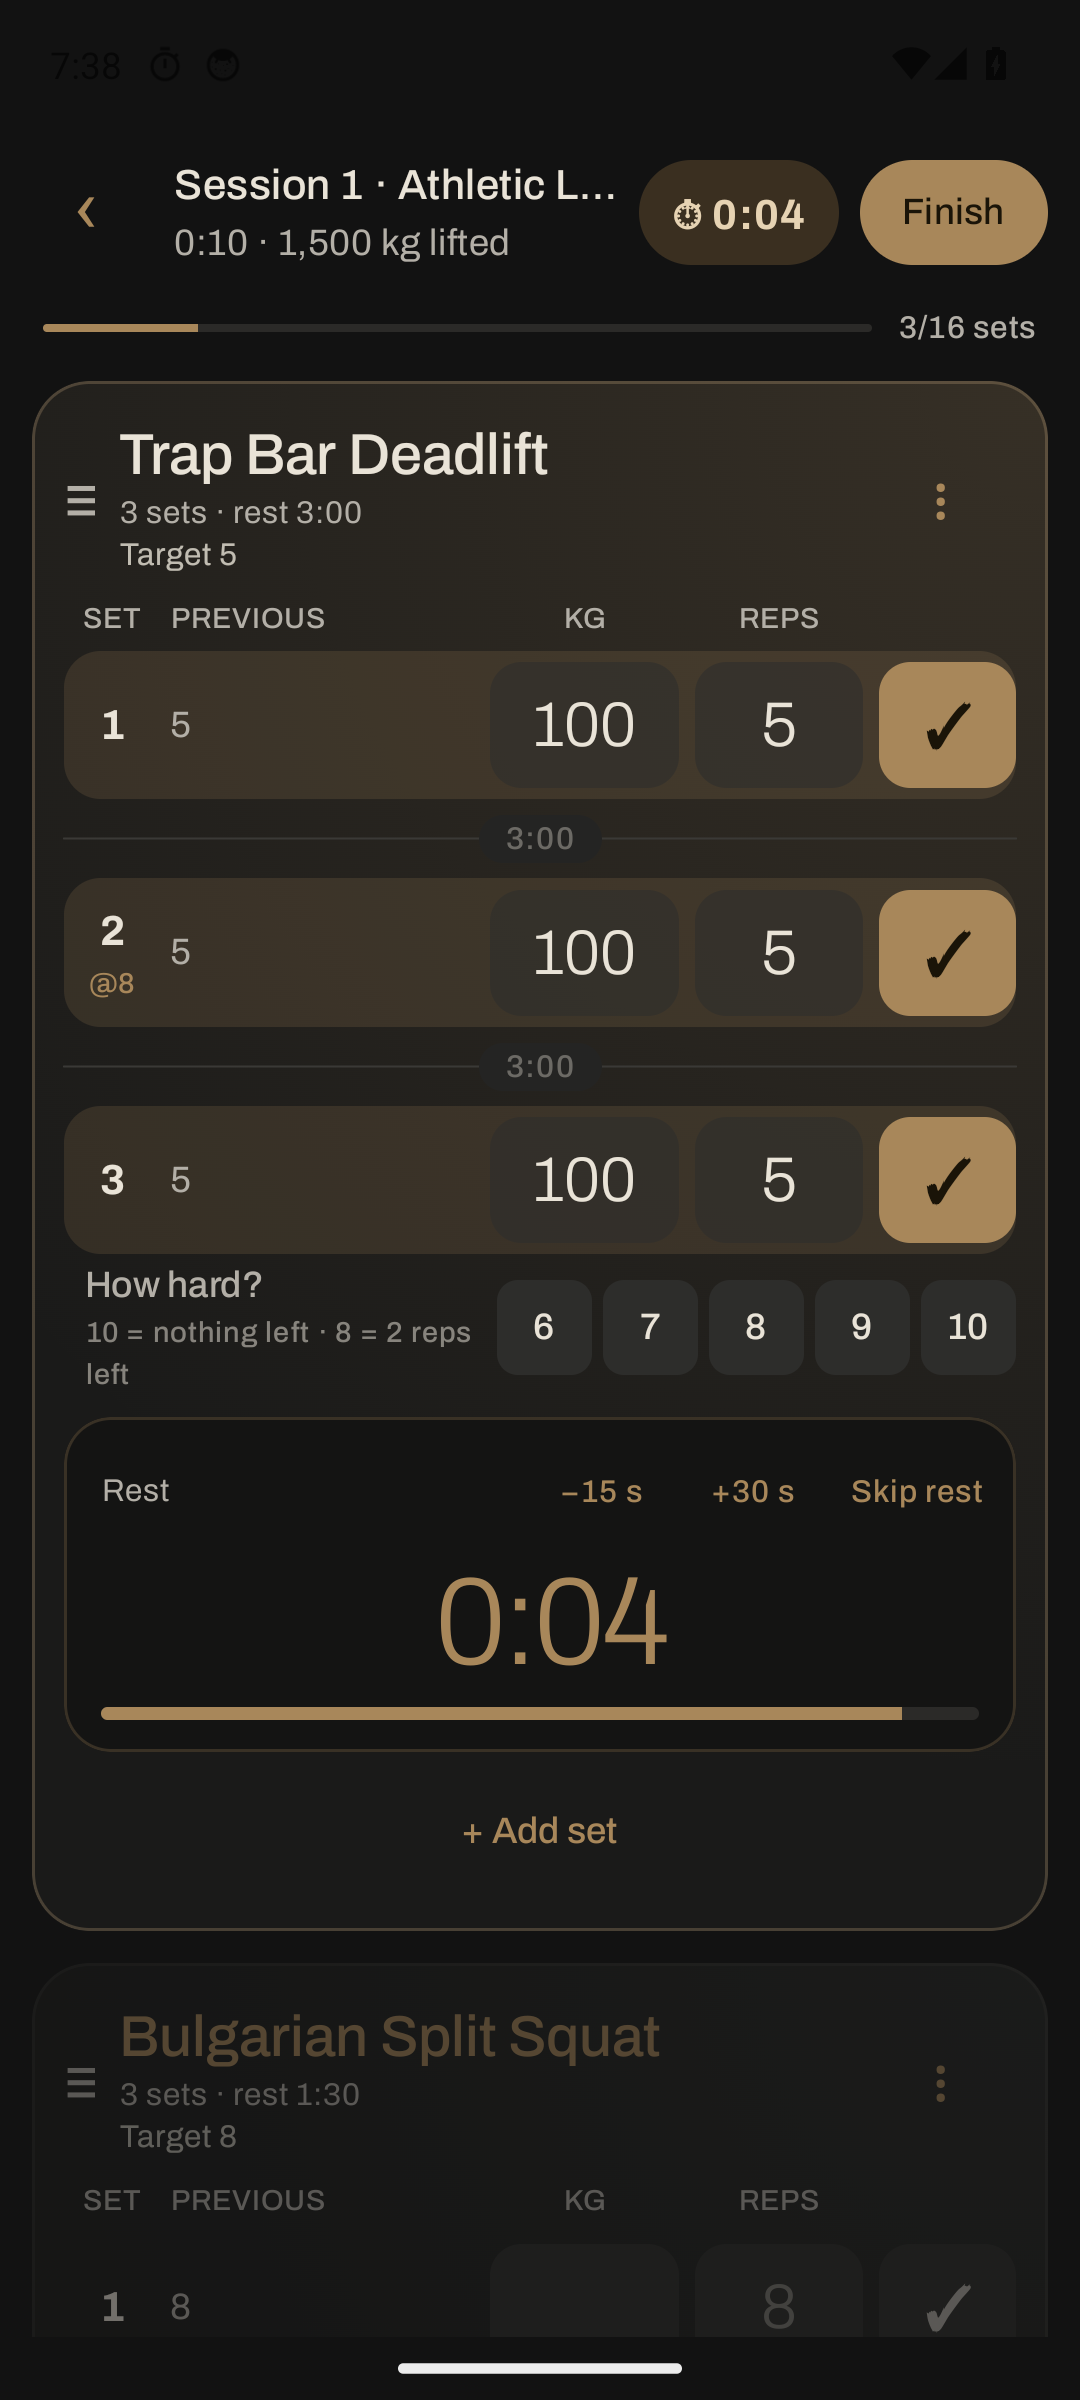 7:38
Session 1 · Athletic L...
0:10 · 1,500 kg lifted
0:04
Finish
3/16 sets
Trap Bar Deadlift
3 sets · rest 3:00
Target 5
SET PREVIOUS KG REPS
1 5 100 5 ✓
3:00
2 5 100 5 ✓
@8
3:00
3 5 100 5 ✓
How hard?
10 = nothing left · 8 = 2 reps
left
6 7 8 9 10
Rest −15 s +30 s Skip rest
0:04
+ Add set
Bulgarian Split Squat
3 sets · rest 1:30
Target 8
SET PREVIOUS KG REPS
1 8 8 ✓